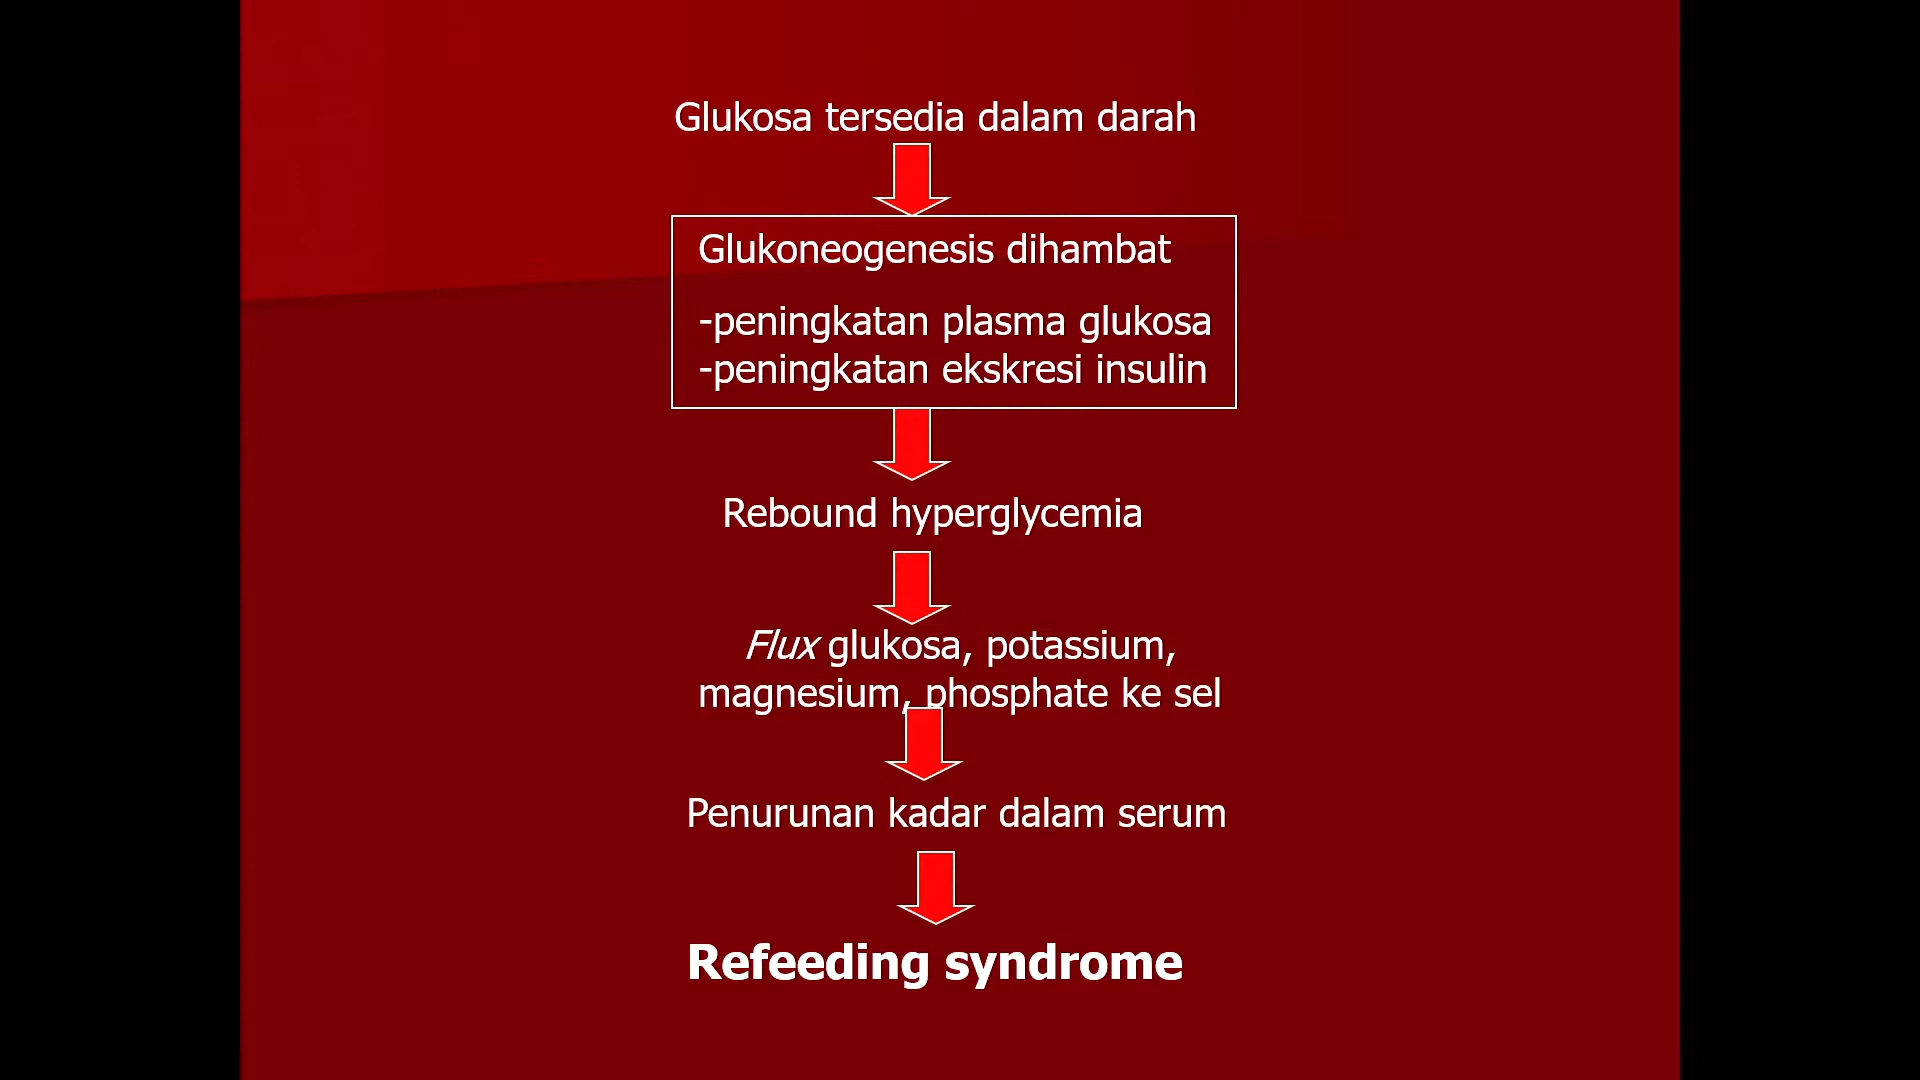 Glukosa tersedia dalam darah
Glukoneogenesis dihambat
-peningkatan plasma glukosa
-peningkatan ekskresi insulin
Rebound hyperglycemia
Flux glukosa, potassium,
magnesium, phosphate ke sel
Penurunan kadar dalam serum
Refeeding syndrome